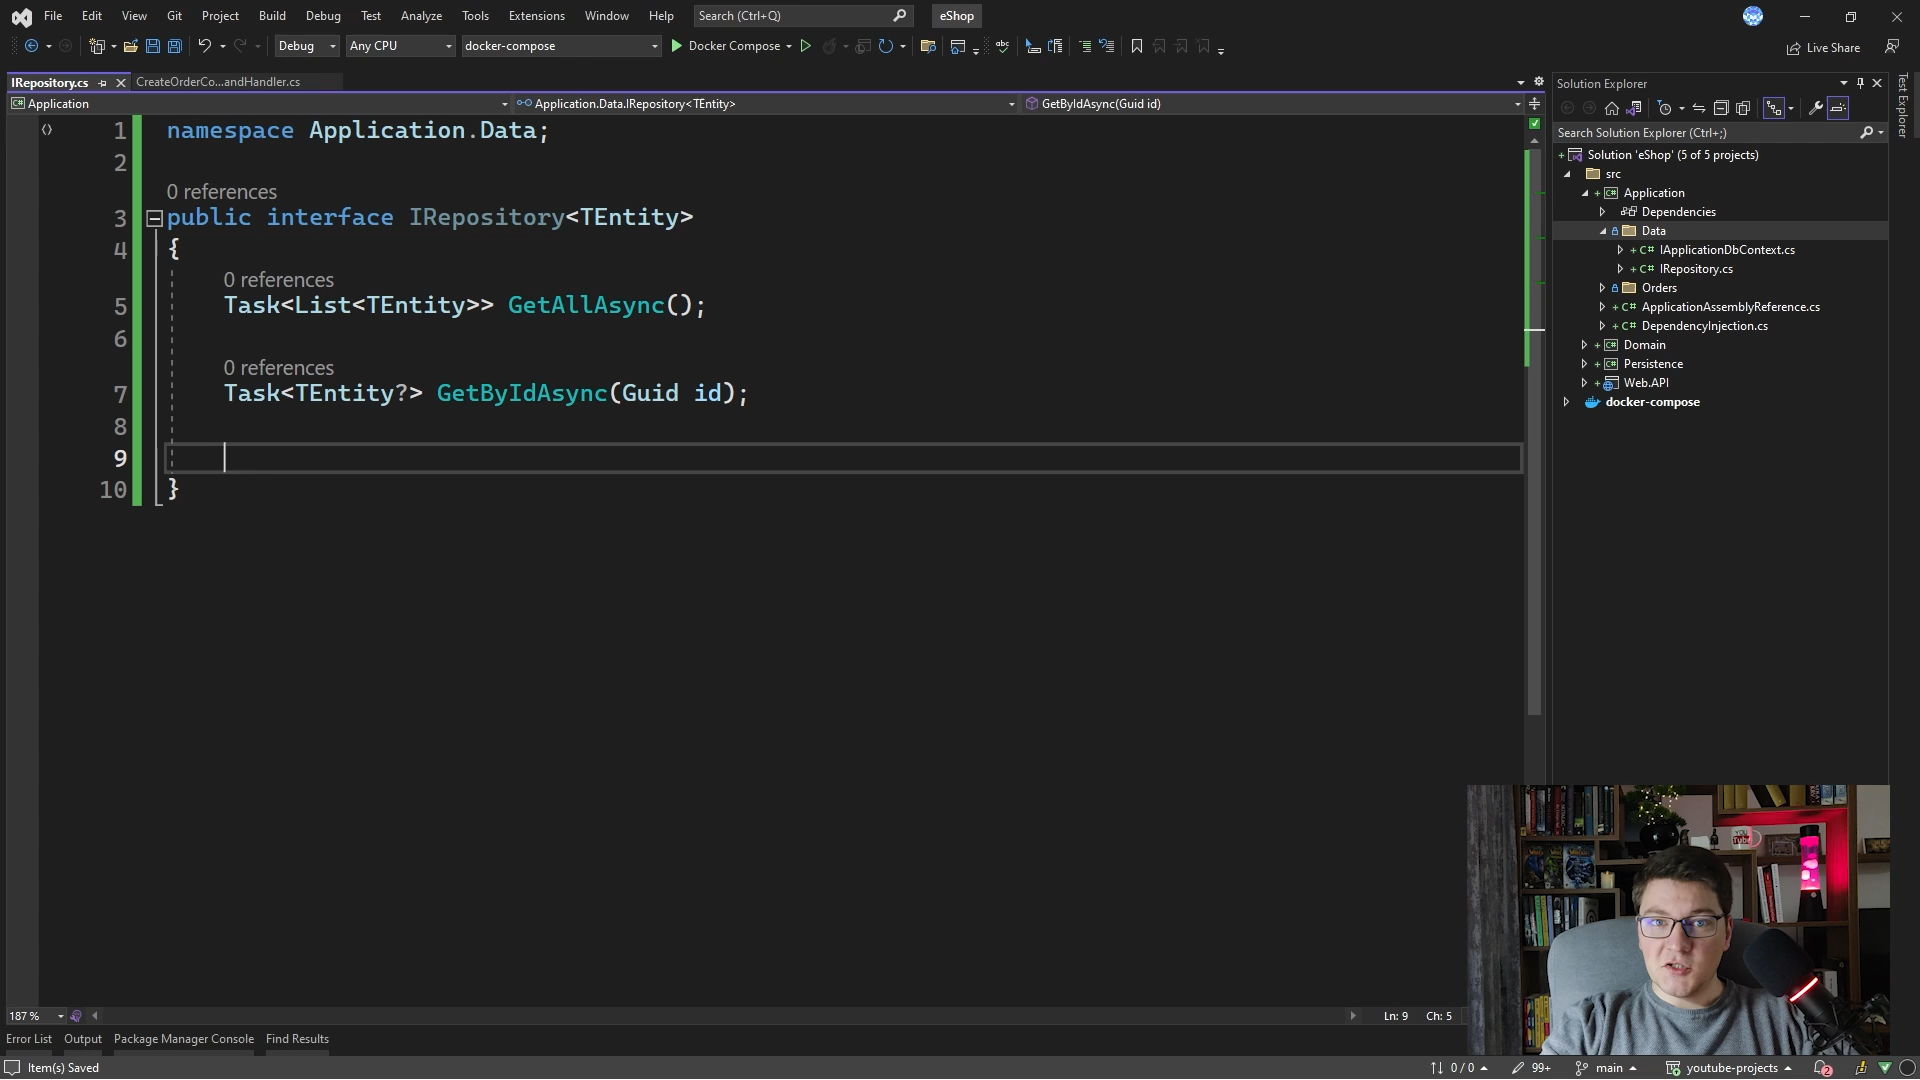 File Edit View Git Project Build Debug Test Analyze Tools Extensions Window Help Search (Ctrl+Q) eShop
Debug Any CPU docker-compose Docker Compose Live Share
IRepository.cs CreateOrderCo...andHandler.cs
Application Application.Data.IRepository<TEntity> GetByIdAsync(Guid id)
1 namespace Application.Data;
2
0 references
3 public interface IRepository<TEntity>
4 {
0 references
5 Task<List<TEntity>> GetAllAsync();
6
0 references
7 Task<TEntity?> GetByIdAsync(Guid id);
8
9
10 }
187 % Ln: 9 Ch: 5
Solution Explorer
Search Solution Explorer (Ctrl+;)
Solution 'eShop' (5 of 5 projects)
src
Application
Dependencies
Data
IApplicationDbContext.cs
IRepository.cs
Orders
ApplicationAssemblyReference.cs
DependencyInjection.cs
Domain
Persistence
Web.API
docker-compose
Test Explorer
YOU
TUBE
Error List Output Package Manager Console Find Results
Item(s) Saved 0 / 0 99+ main youtube-projects 2